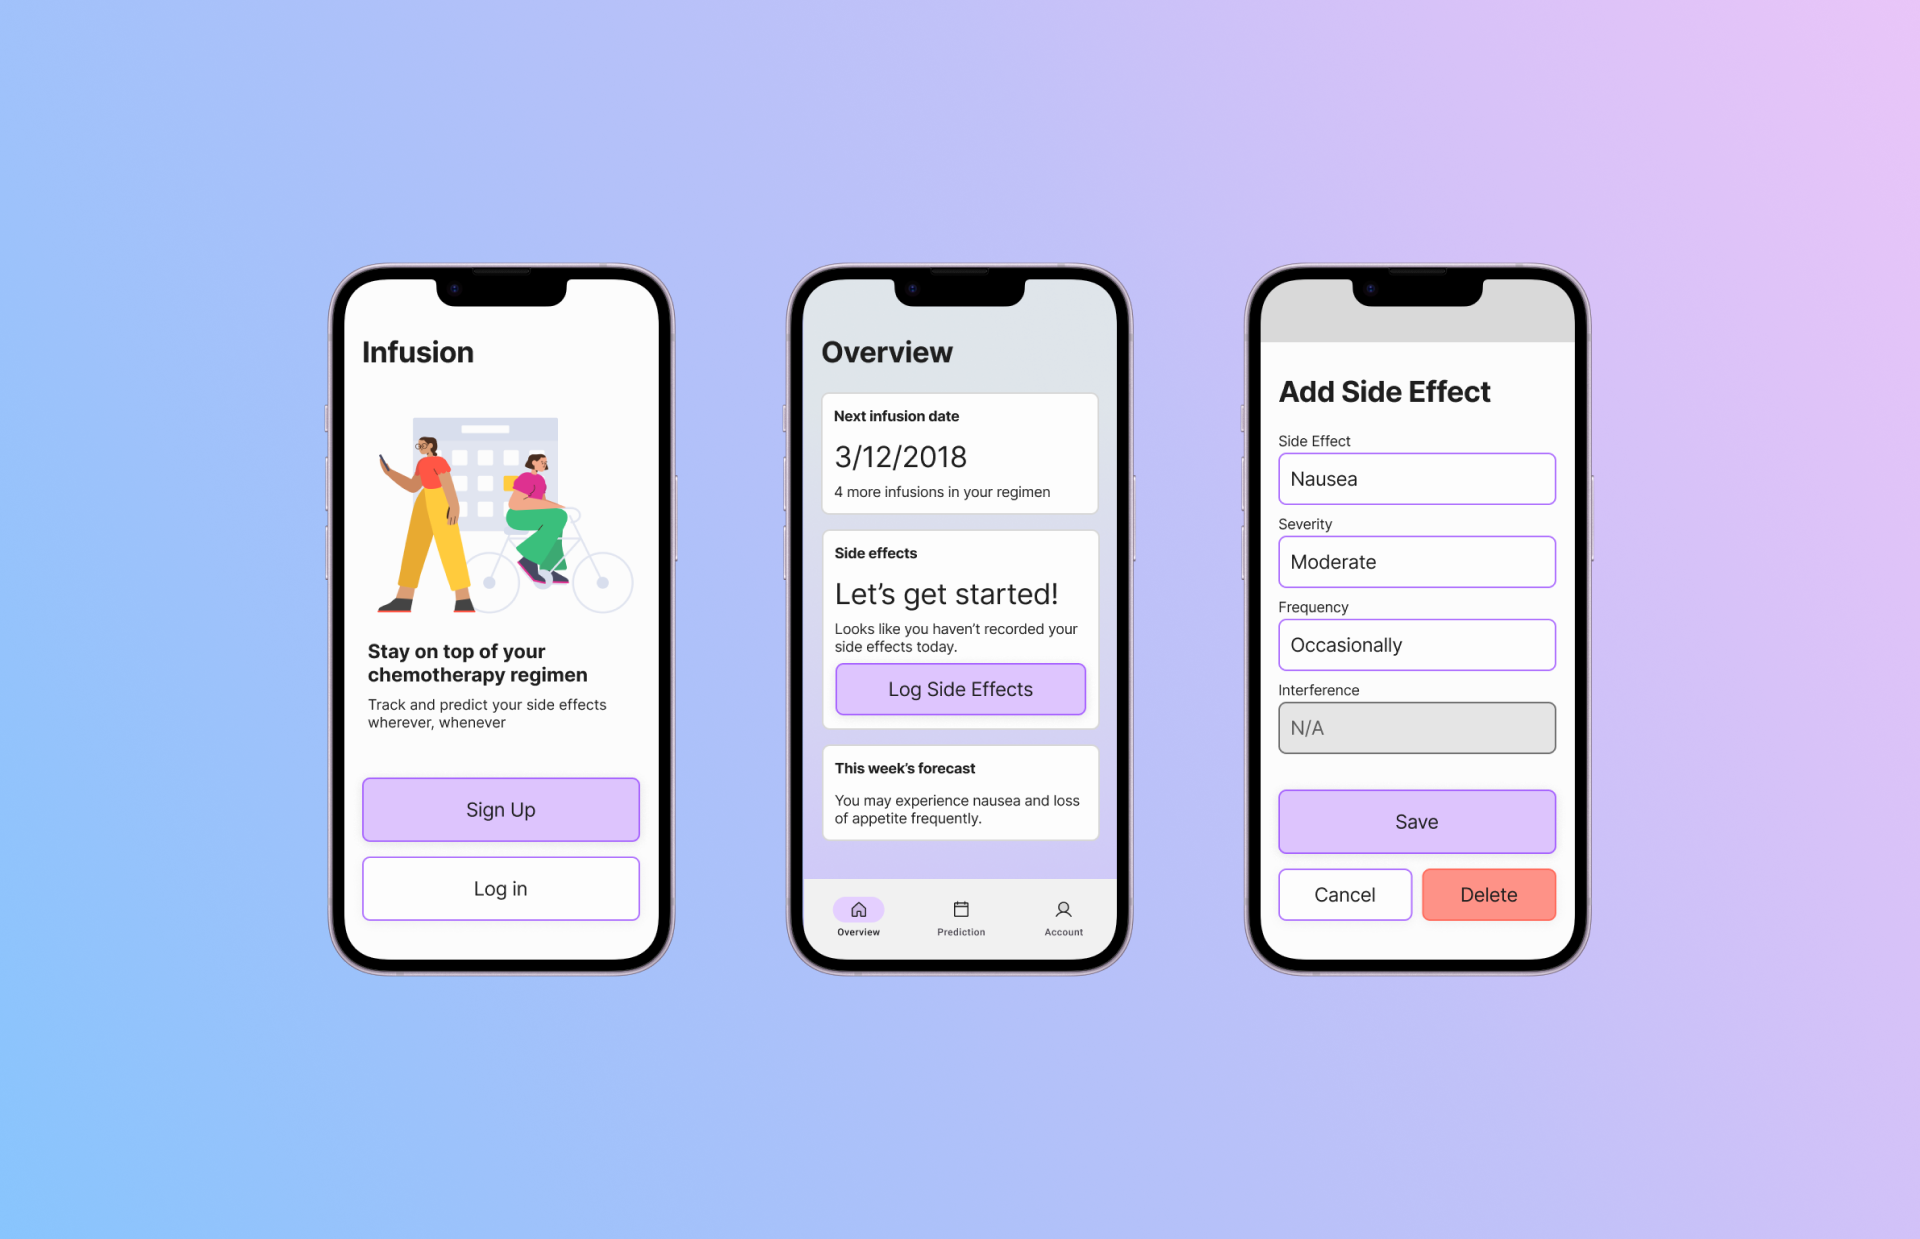 Infusion
Stay on top of your
chemotherapy regimen
Track and predict your side effects
wherever, whenever
Sign Up
Log in
Overview
Next infusion date
3/12/2018
4 more infusions in your regimen
Side effects
Let’s get started!
Looks like you haven’t recorded your
side effects today.
Log Side Effects
This week’s forecast
You may experience nausea and loss
of appetite frequently.
Overview
Prediction
Account
Add Side Effect
Side Effect
Nausea
Severity
Moderate
Frequency
Occasionally
Interference
N/A
Save
Cancel
Delete